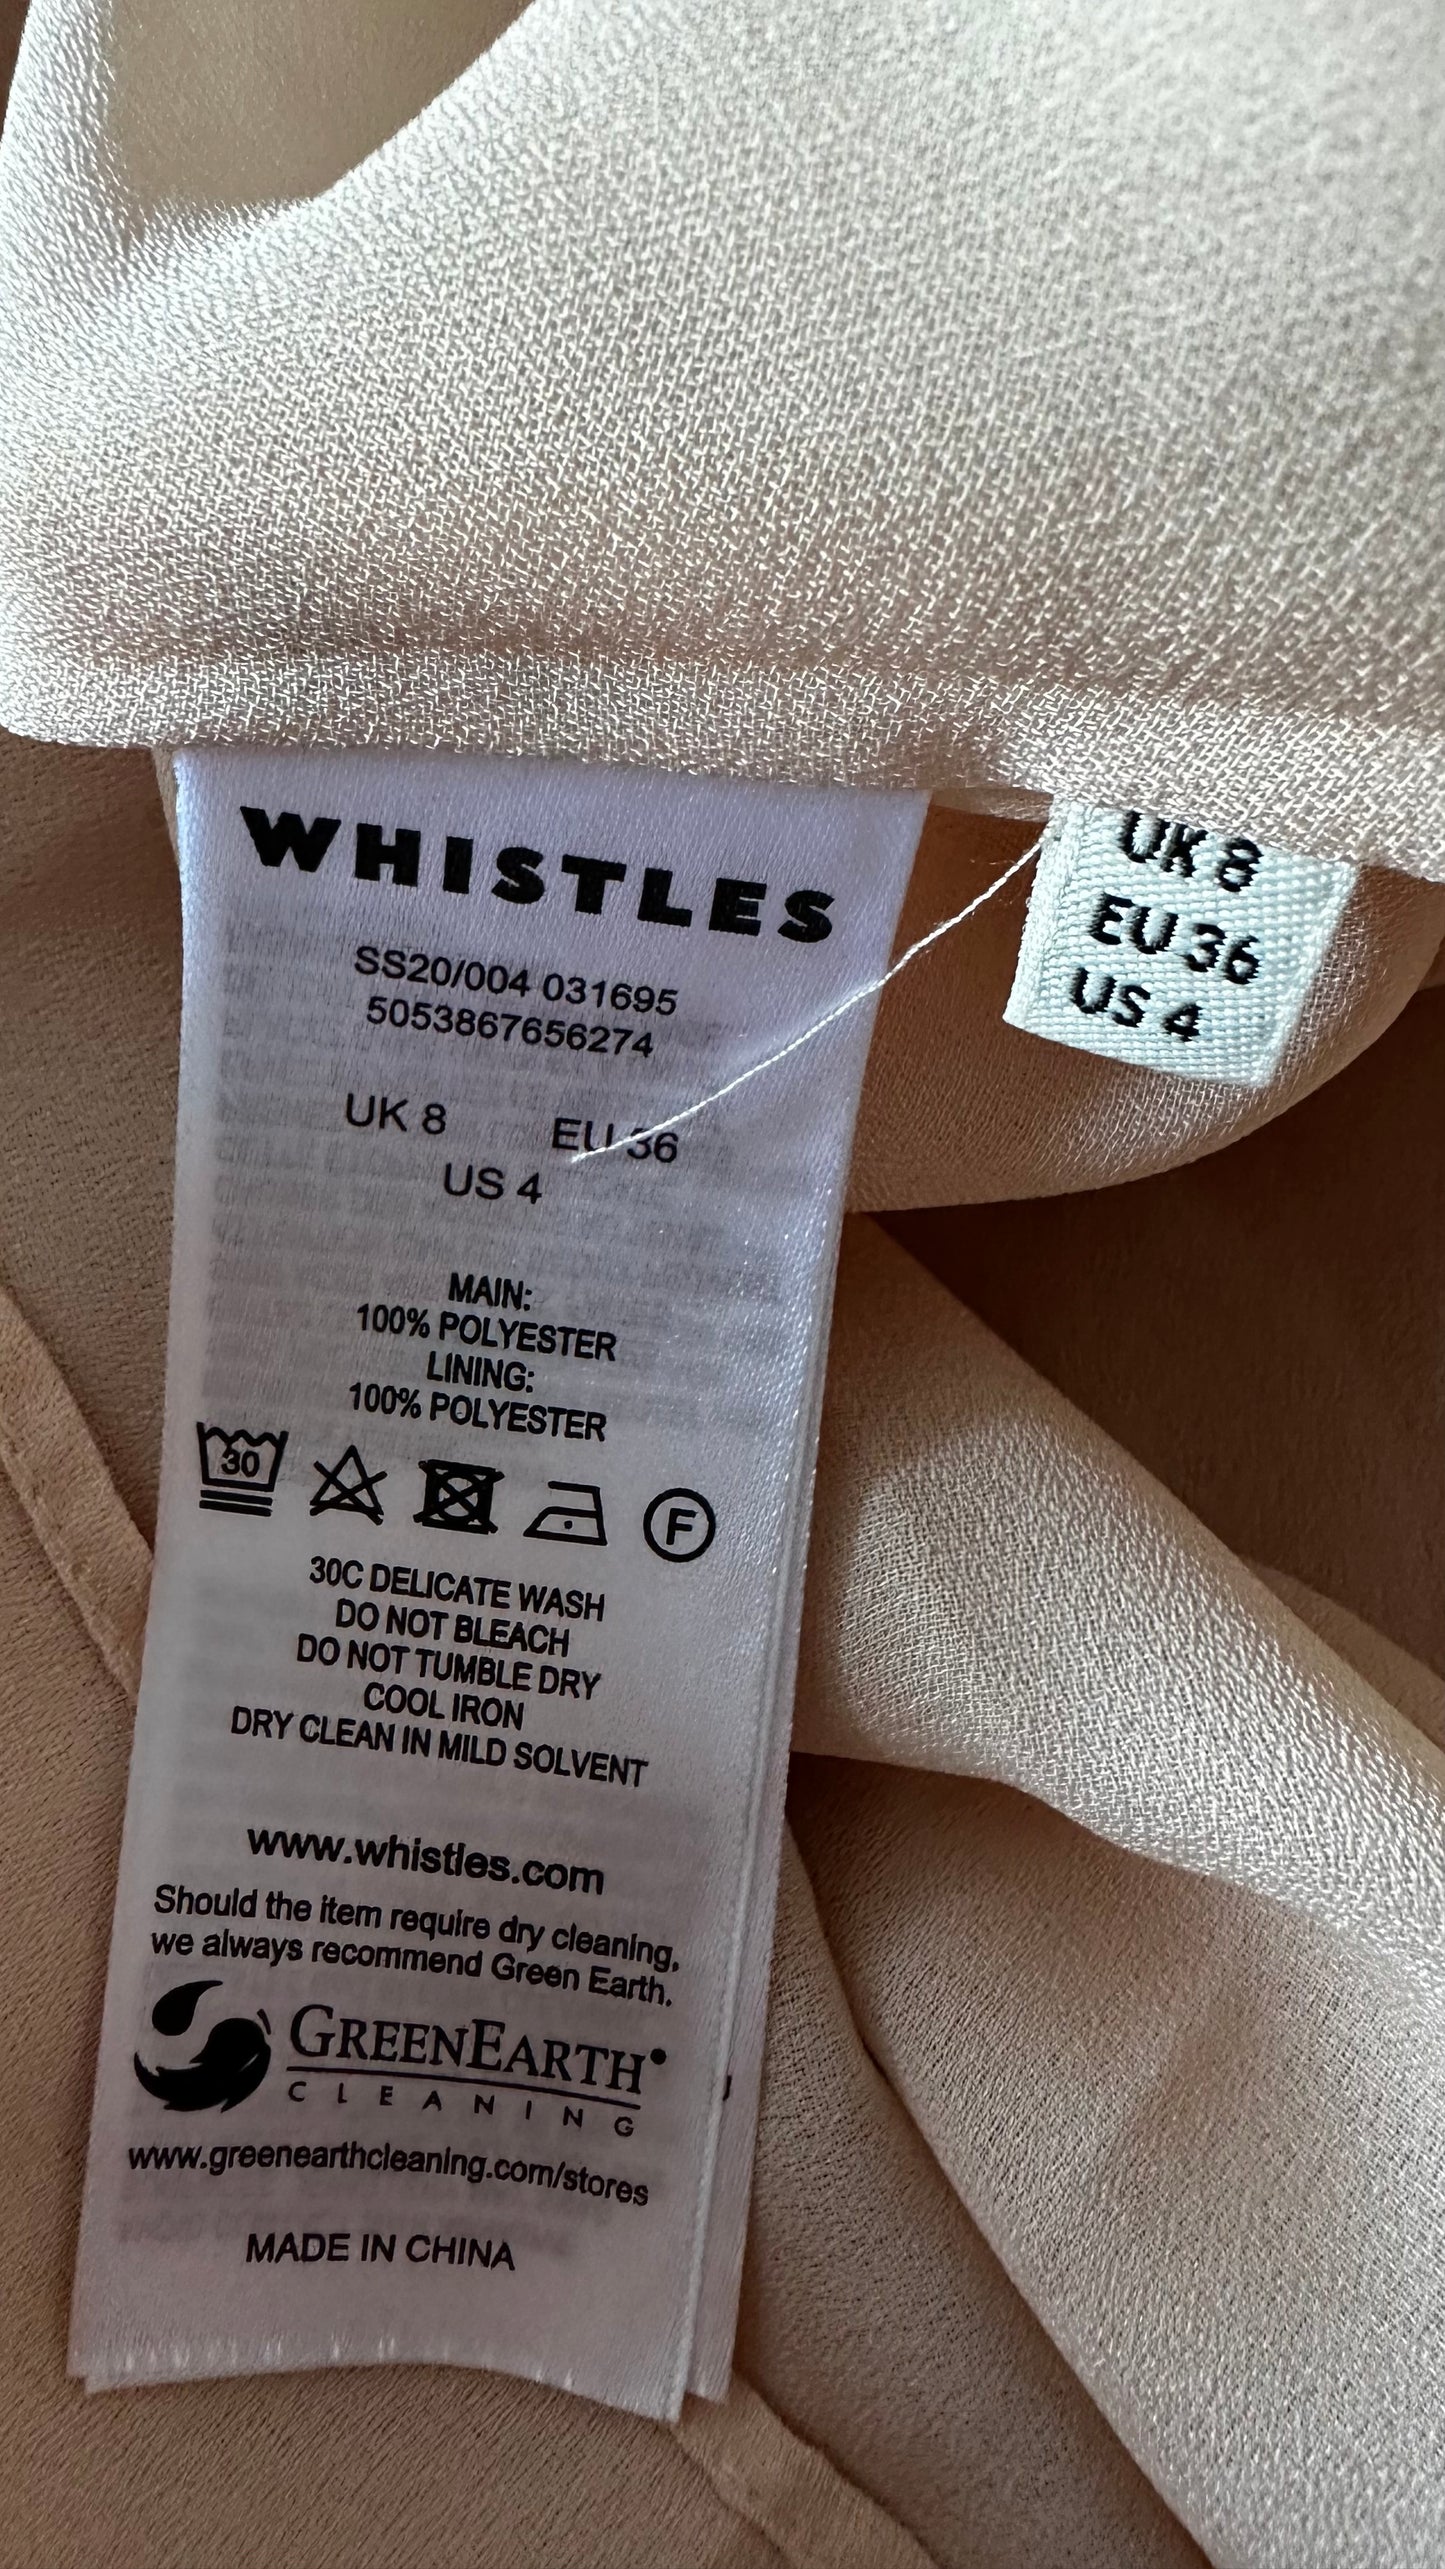 WHISTLES
SS20/004 031695
5053867656274
UK 8 EU 36
US 4
MAIN:
100% POLYESTER
LINING:
100% POLYESTER
30
F
30C DELICATE WASH
DO NOT BLEACH
DO NOT TUMBLE DRY
COOL IRON
DRY CLEAN IN MILD SOLVENT
www.whistles.com
Should the item require dry cleaning,
we always recommend Green Earth.
GREENEARTH
CLEANING
www.greenearthcleaning.com/stores
MADE IN CHINA
UK 8
EU 36
US 4